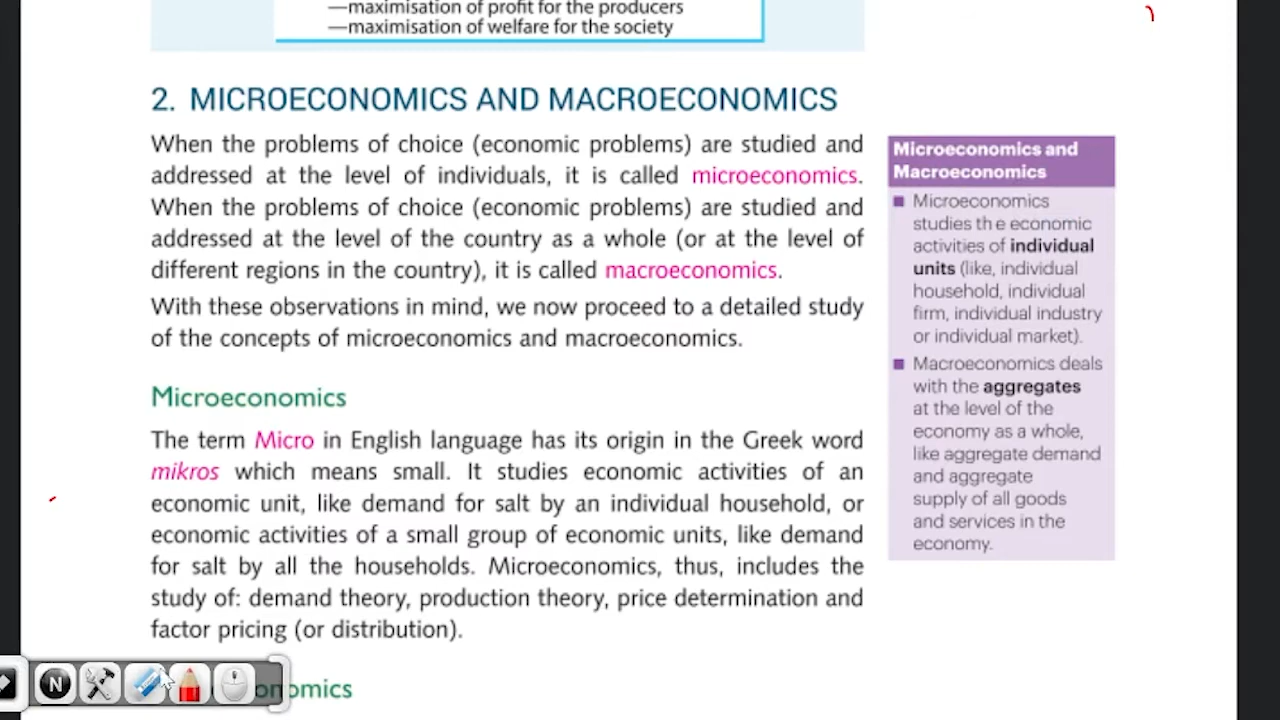 —maximisation of profit for the producers
—maximisation of welfare for the society
2. MICROECONOMICS AND MACROECONOMICS
When the problems of choice (economic problems) are studied and
addressed at the level of individuals, it is called microeconomics.
When the problems of choice (economic problems) are studied and
addressed at the level of the country as a whole (or at the level of
different regions in the country), it is called macroeconomics.
With these observations in mind, we now proceed to a detailed study
of the concepts of microeconomics and macroeconomics.
Microeconomics
The term Micro in English language has its origin in the Greek word
mikros which means small. It studies economic activities of an
economic unit, like demand for salt by an individual household, or
economic activities of a small group of economic units, like demand
for salt by all the households. Microeconomics, thus, includes the
study of: demand theory, production theory, price determination and
factor pricing (or distribution).
Microeconomics and
Macroeconomics
■ Microeconomics
studies the economic
activities of individual
units (like, individual
household, individual
firm, individual industry
or individual market).
■ Macroeconomics deals
with the aggregates
at the level of the
economy as a whole,
like aggregate demand
and aggregate
supply of all goods
and services in the
economy.
N